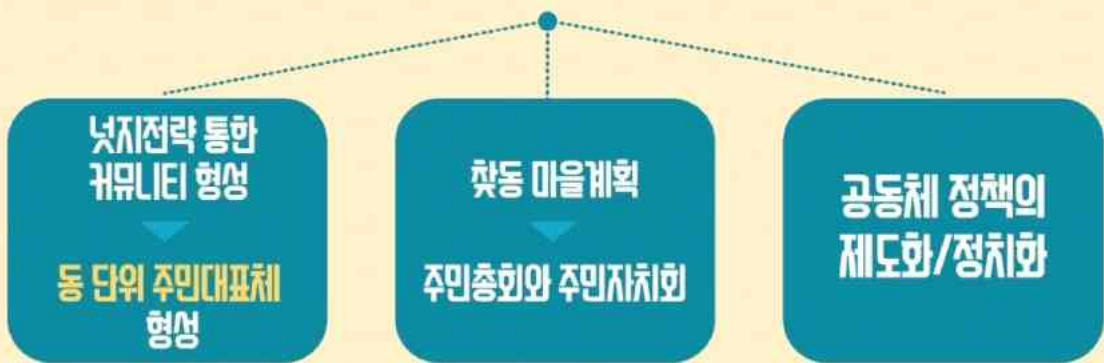 넛지전략 통한
커뮤니티 형성
동 단위 주민대표체
형성
찾동 마을계획
주민총회와 주민자치회
공동체 정책의
제도화/정치화